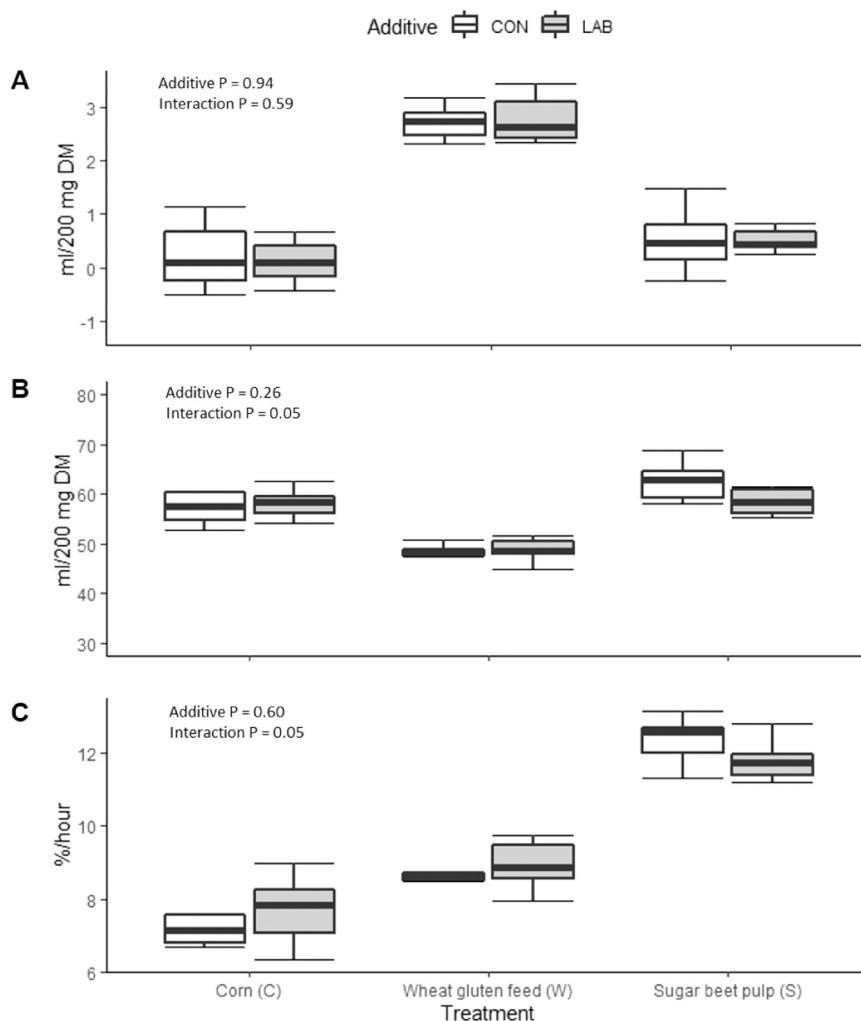 Additive CON LAB
A
Additive P = 0.94
Interaction P = 0.59
ml/200 mg DM
3
2
1
0
-1
B
Additive P = 0.26
Interaction P = 0.05
ml/200 mg DM
80
70
60
50
40
30
C
Additive P = 0.60
Interaction P = 0.05
%/hour
12
10
8
6
Corn (C) Wheat gluten feed (W) Sugar beet pulp (S)
Treatment